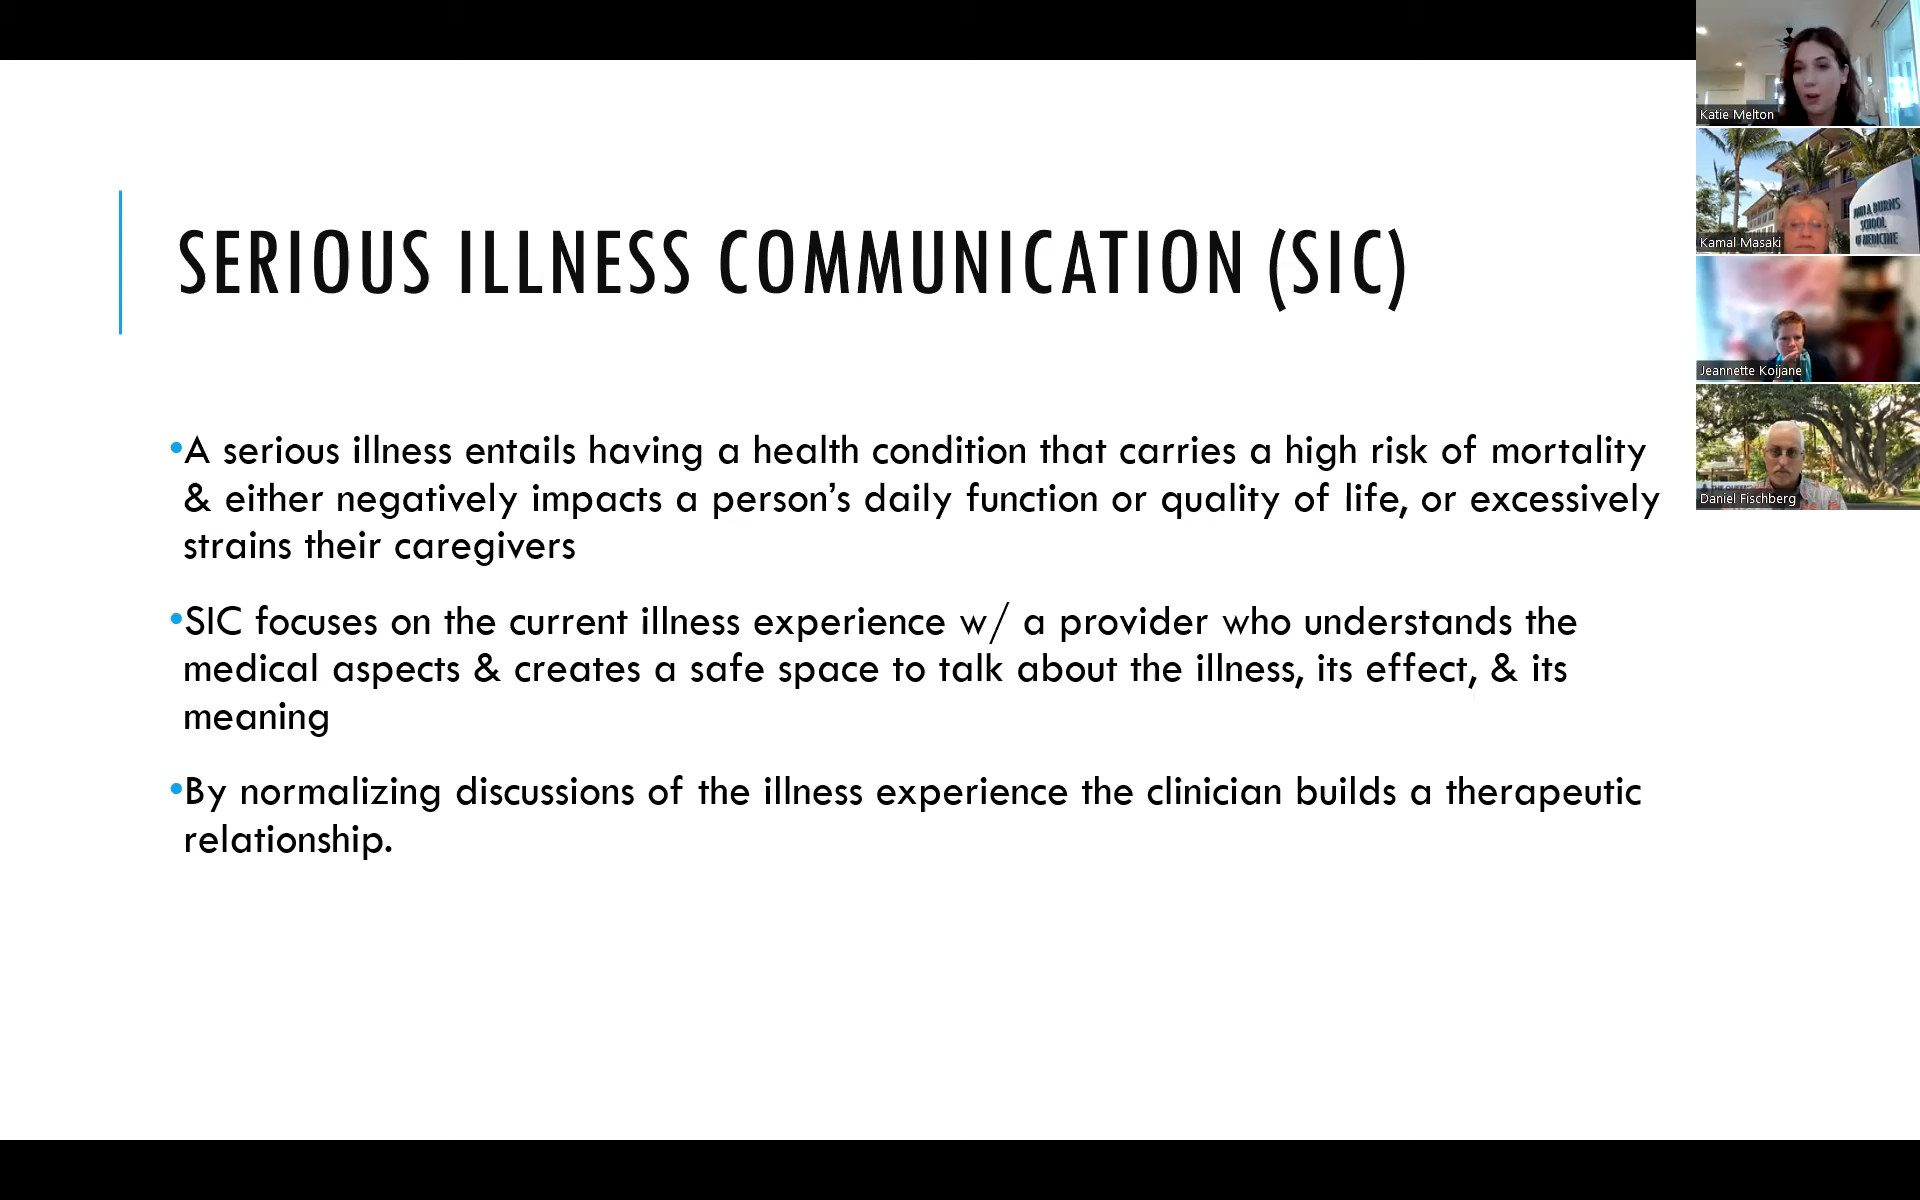 SERIOUS ILLNESS COMMUNICATION (SIC)
•A serious illness entails having a health condition that carries a high risk of mortality
& either negatively impacts a person’s daily function or quality of life, or excessively
strains their caregivers
•SIC focuses on the current illness experience w/ a provider who understands the
medical aspects & creates a safe space to talk about the illness, its effect, & its
meaning
•By normalizing discussions of the illness experience the clinician builds a therapeutic
relationship.
Katie Melton
BURNS
SCHOOL
OF MEDICINE
Kamal Masaki
Jeannette Koijane
Daniel Fischberg